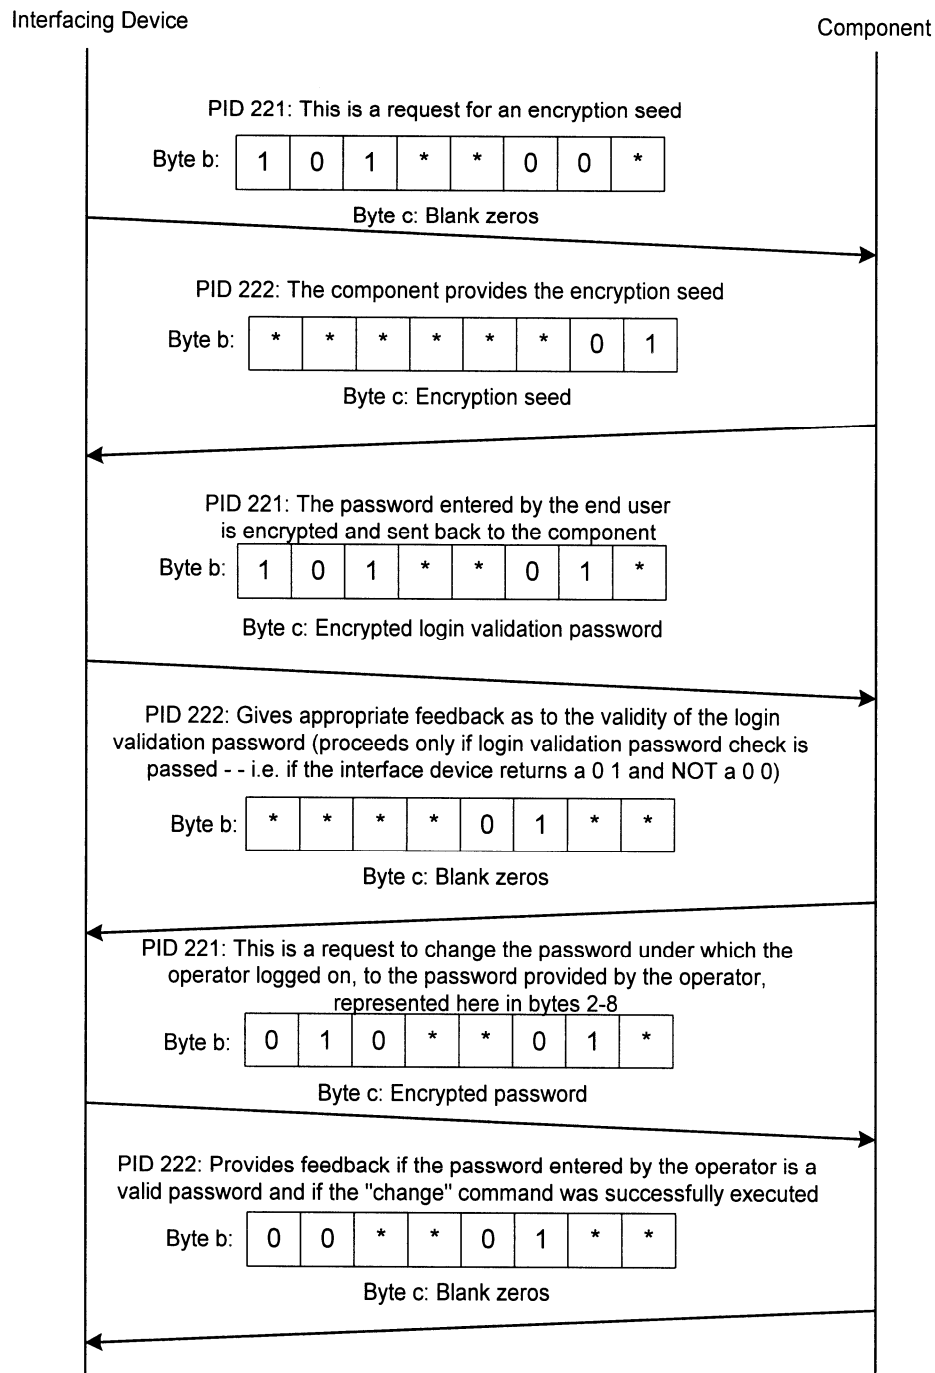 Interfacing Device
Component
PID 221: This is a request for an encryption seed
Byte b: 1 0 1 * * 0 0 *
Byte c: Blank zeros
PID 222: The component provides the encryption seed
Byte b: * * * * * * 0 1
Byte c: Encryption seed
PID 221: The password entered by the end user
is encrypted and sent back to the component
Byte b: 1 0 1 * * 0 1 *
Byte c: Encrypted login validation password
PID 222: Gives appropriate feedback as to the validity of the login
validation password (proceeds only if login validation password check is
passed - - i.e. if the interface device returns a 0 1 and NOT a 0 0)
Byte b: * * * * 0 1 * *
Byte c: Blank zeros
PID 221: This is a request to change the password under which the
operator logged on, to the password provided by the operator,
represented here in bytes 2-8
Byte b: 0 1 0 * * 0 1 *
Byte c: Encrypted password
PID 222: Provides feedback if the password entered by the operator is a
valid password and if the "change" command was successfully executed
Byte b: 0 0 * * 0 1 * *
Byte c: Blank zeros